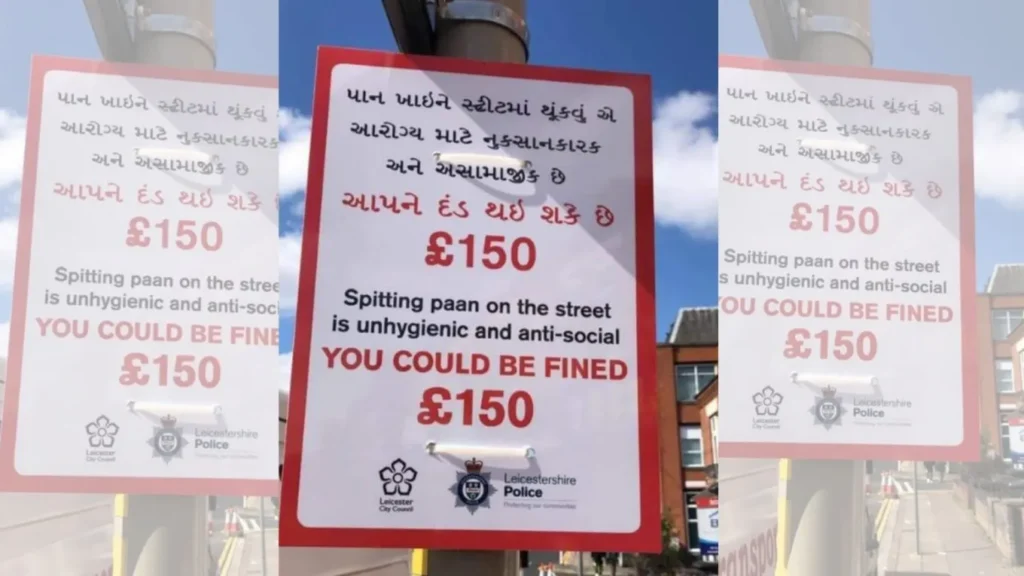 પાન ખાઇને સ્ટ્રીટમાં થૂંકવું એ
આરોગ્ય માટે નુકસાનકારક
અને અસામાજીક છે
આપને દંડ થઇ શકે છે
£150
Spitting paan on the street
is unhygienic and anti-social
YOU COULD BE FINED
£150
Leicester
City Council
Leicestershire
Police
Protecting our communities